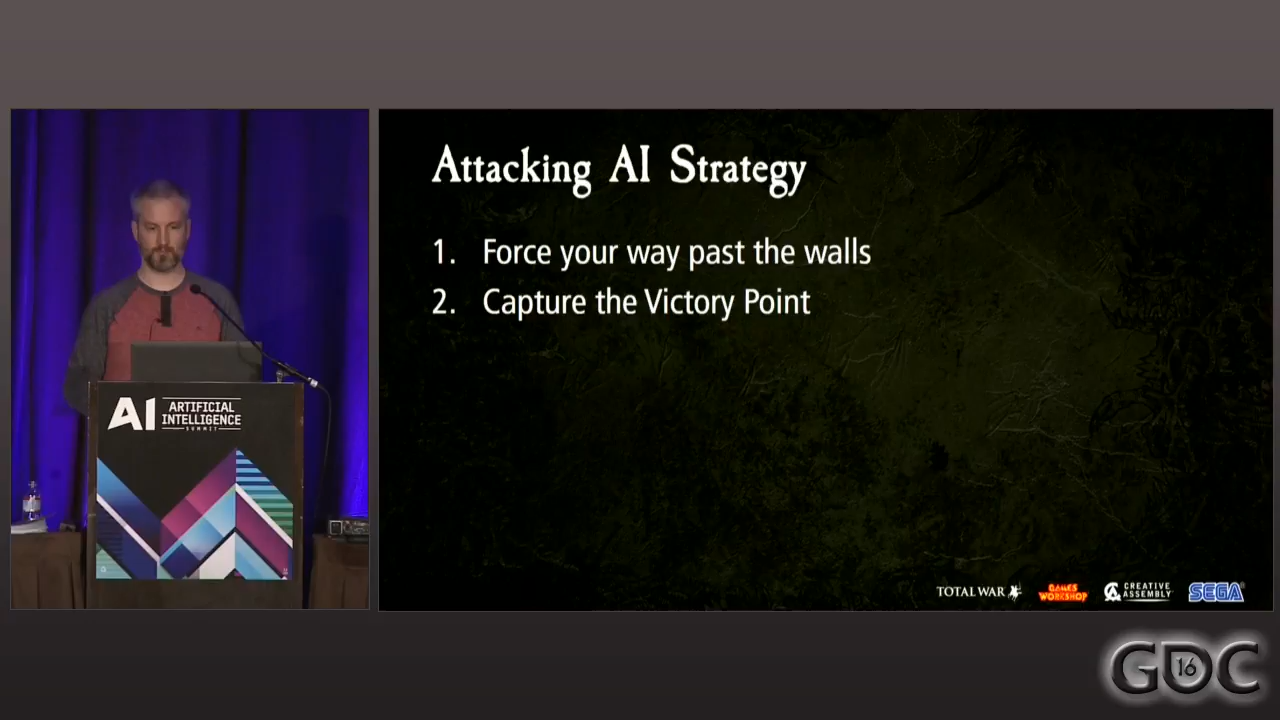 Attacking AI Strategy
1. Force your way past the walls
2. Capture the Victory Point
AI ARTIFICIAL
INTELLIGENCE
SUMMIT
TOTAL WAR
GAMES
WORKSHOP
CREATIVE
ASSEMBLY
SEGA
GDC
16